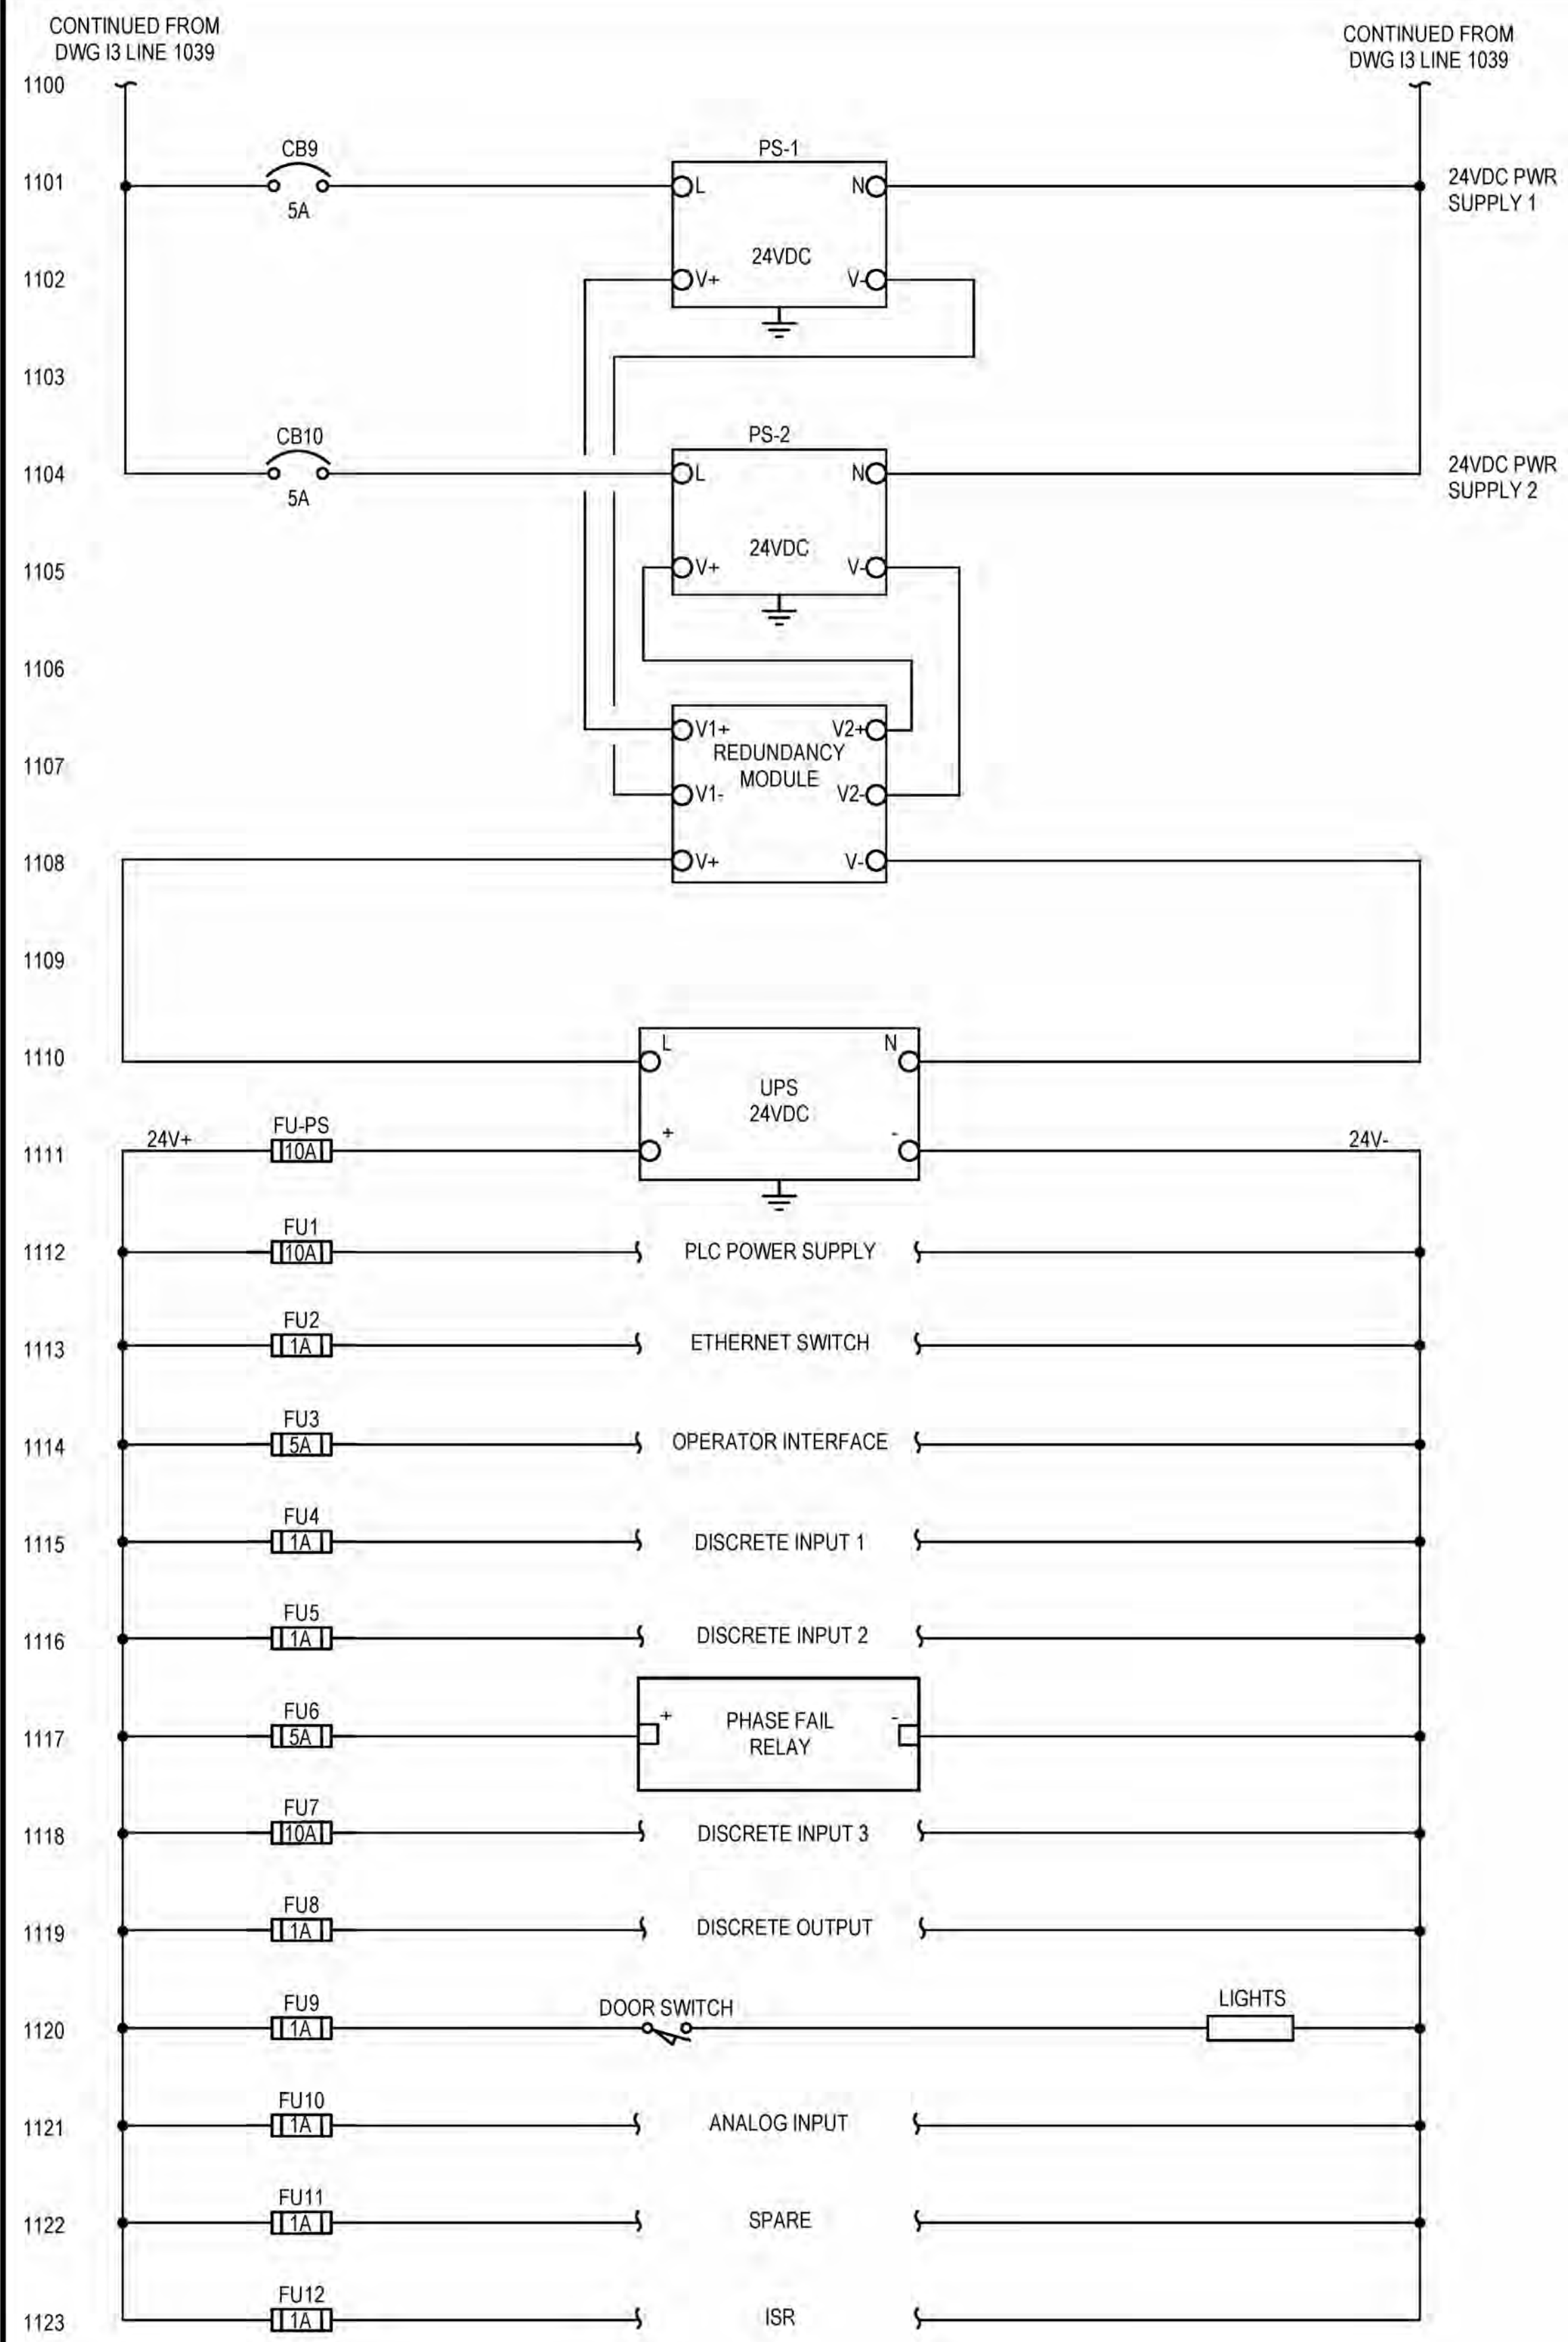 CONTINUED FROM
DWG I3 LINE 1039
CONTINUED FROM
DWG I3 LINE 1039
1100
CB9
PS-1
1101
L
N
24VDC PWR
SUPPLY 1
5A
24VDC
1102
V+
V-
1103
CB10
PS-2
1104
L
N
24VDC PWR
SUPPLY 2
5A
24VDC
1105
V+
V-
1106
V1+
V2+
REDUNDANCY
MODULE
1107
V1-
V2-
1108
V+
V-
1109
1110
L
N
UPS
24VDC
1111
24V+
FU-PS
10A
+
-
24V-
FU1
1112
10A
PLC POWER SUPPLY
FU2
1113
1A
ETHERNET SWITCH
FU3
1114
5A
OPERATOR INTERFACE
FU4
1115
1A
DISCRETE INPUT 1
FU5
1116
1A
DISCRETE INPUT 2
FU6
1117
5A
+
PHASE FAIL
RELAY
-
FU7
1118
10A
DISCRETE INPUT 3
FU8
1119
1A
DISCRETE OUTPUT
FU9
1120
1A
DOOR SWITCH
LIGHTS
FU10
1121
1A
ANALOG INPUT
FU11
1122
1A
SPARE
FU12
1123
1A
ISR